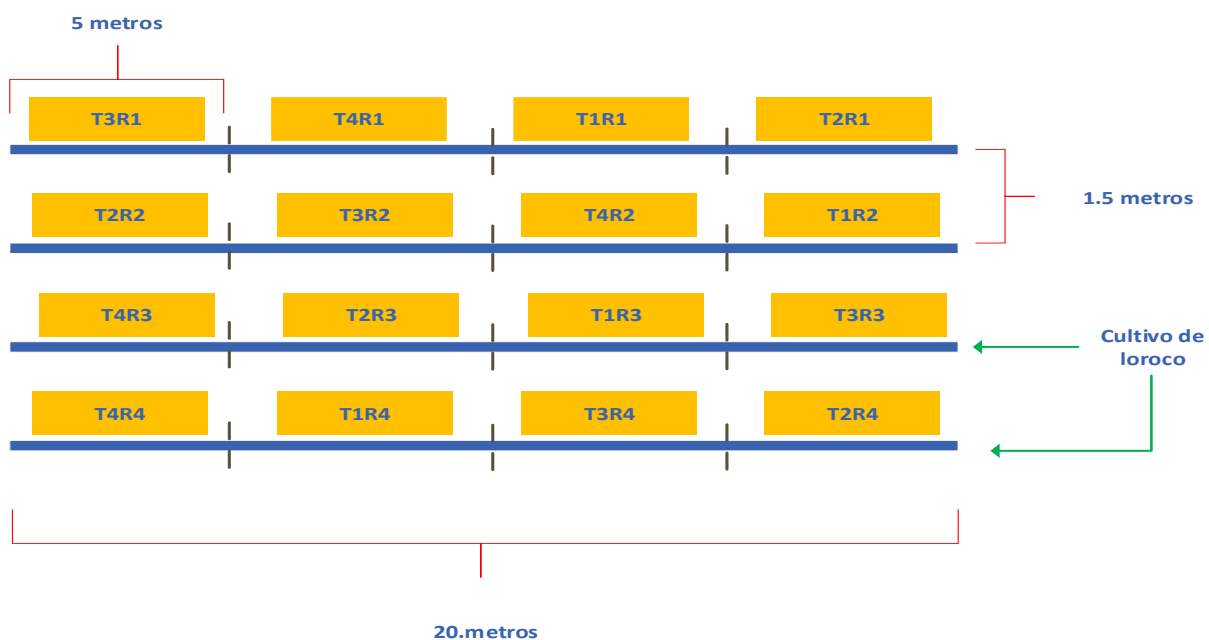 5 metros
T3R1
T4R1
T1R1
T2R1
T2R2
T3R2
T4R2
T1R2
1.5 metros
T4R3
T2R3
T1R3
T3R3
Cultivo de
loroco
T4R4
T1R4
T3R4
T2R4
20.metros